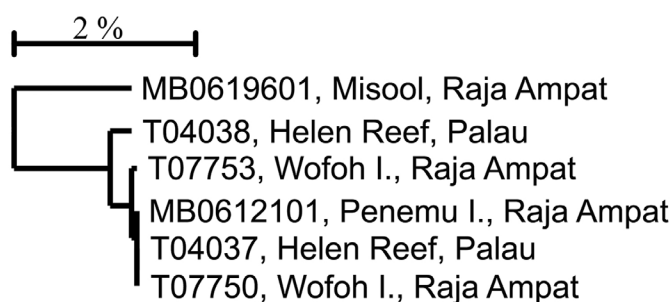 2 %
MB0619601, Misool, Raja Ampat
T04038, Helen Reef, Palau
T07753, Wofoh I., Raja Ampat
MB0612101, Penemu I., Raja Ampat
T04037, Helen Reef, Palau
T07750, Wofoh I., Raja Ampat